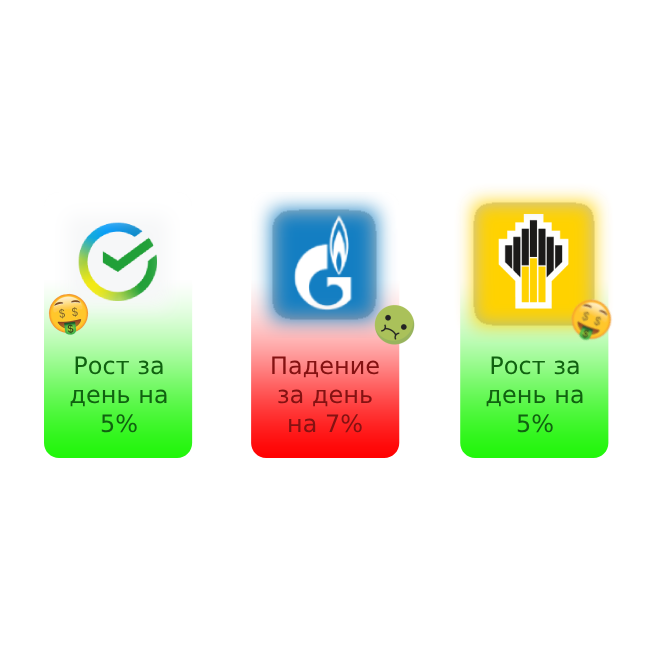 Рост за
день на
5%
Падение
за день
на 7%
Рост за
день на
5%